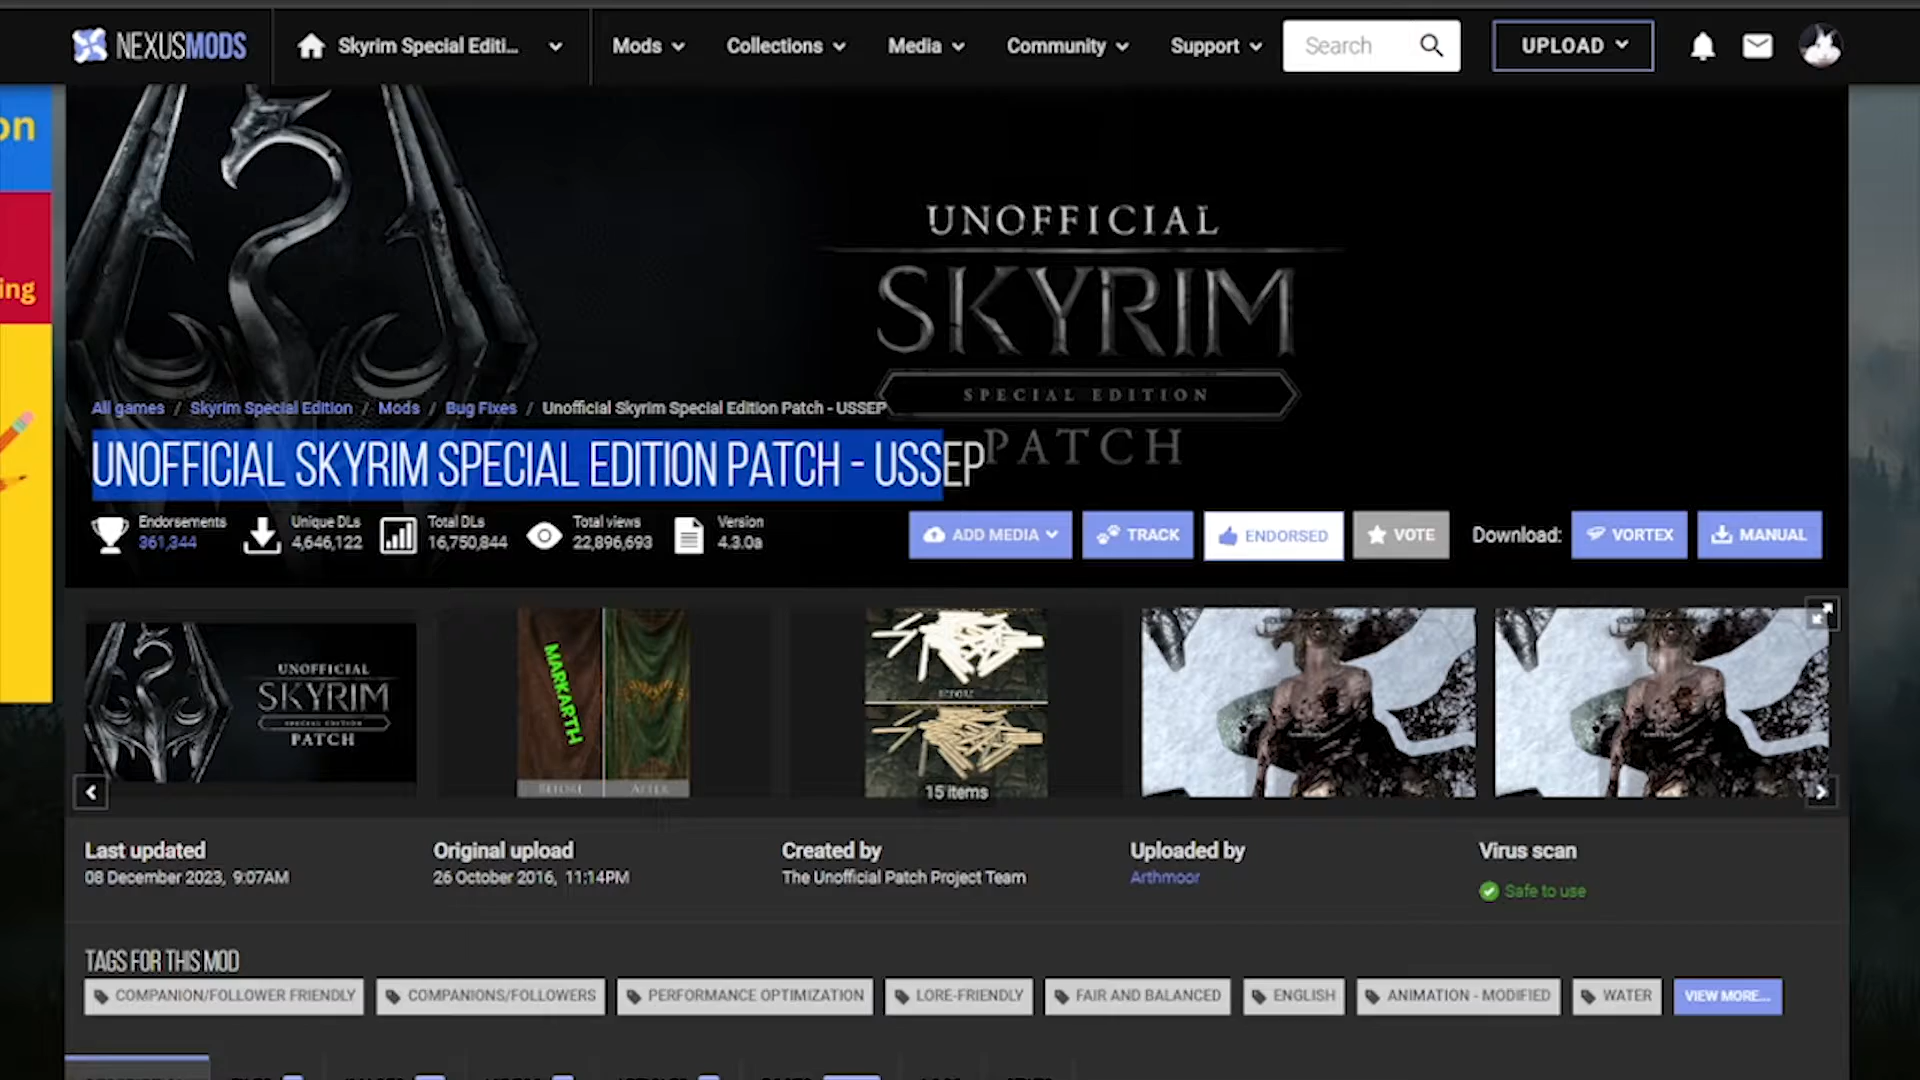 NEXUSMODS
Skyrim Special Editi...
Mods
Collections
Media
Community
Support
Search
UPLOAD
on
ing
UNOFFICIAL
SKYRIM
SPECIAL EDITION
PATCH
All games / Skyrim Special Edition / Mods / Bug Fixes / Unofficial Skyrim Special Edition Patch - USSEP
UNOFFICIAL SKYRIM SPECIAL EDITION PATCH - USSEP
Endorsements
361,344
Unique DLs
4,646,122
Total DLs
16,750,844
Total views
22,896,693
Version
4.3.0a
ADD MEDIA
TRACK
ENDORSED
VOTE
Download:
VORTEX
MANUAL
UNOFFICIAL
SKYRIM
SPECIAL EDITION
PATCH
MARKARTH
BEFORE
AFTER
BEFORE
15 items
Last updated
08 December 2023, 9:07AM
Original upload
26 October 2016, 11:14PM
Created by
The Unofficial Patch Project Team
Uploaded by
Arthmoor
Virus scan
Safe to use
TAGS FOR THIS MOD
COMPANION/FOLLOWER FRIENDLY
COMPANIONS/FOLLOWERS
PERFORMANCE OPTIMIZATION
LORE-FRIENDLY
FAIR AND BALANCED
ENGLISH
ANIMATION - MODIFIED
WATER
VIEW MORE...